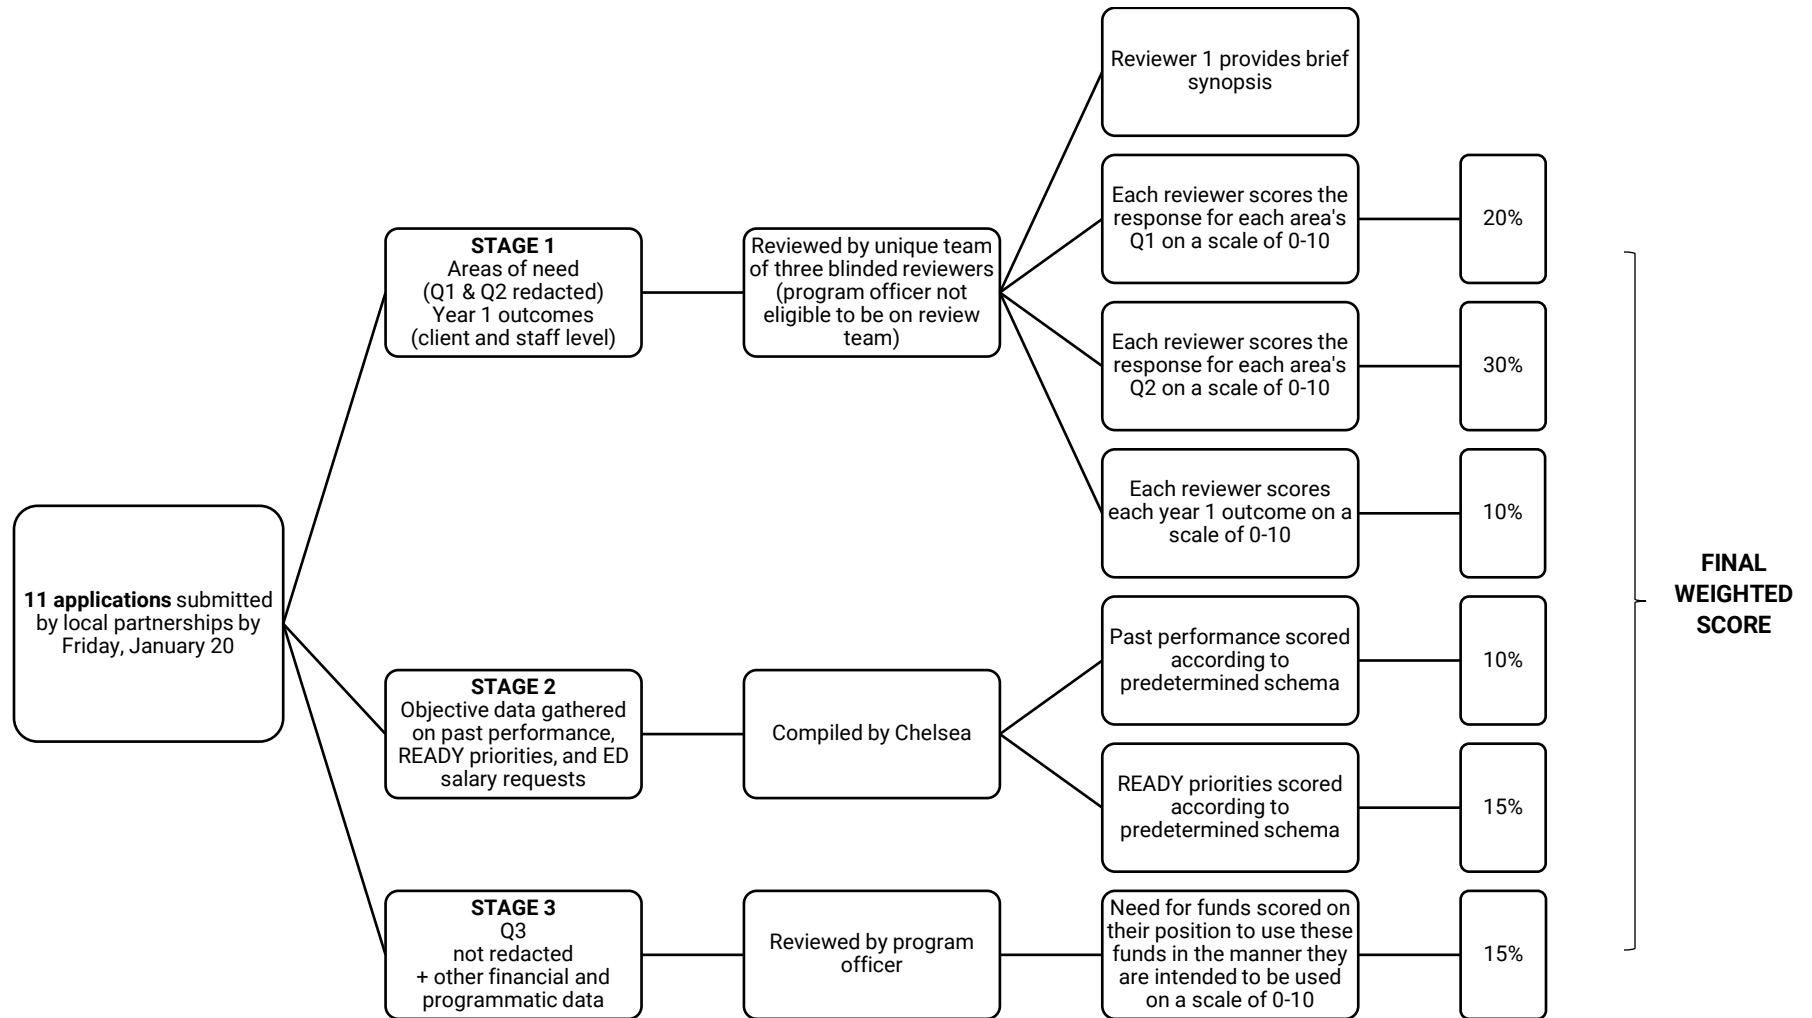 11 applications submitted
by local partnerships by
Friday, January 20
STAGE 1
Areas of need
(Q1 & Q2 redacted)
Year 1 outcomes
(client and staff level)
Reviewed by unique team
of three blinded reviewers
(program officer not
eligible to be on review
team)
Reviewer 1 provides brief
synopsis
Each reviewer scores the
response for each area's
Q1 on a scale of 0-10
20%
Each reviewer scores the
response for each area's
Q2 on a scale of 0-10
30%
Each reviewer scores
each year 1 outcome on a
scale of 0-10
10%
STAGE 2
Objective data gathered
on past performance,
READY priorities, and ED
salary requests
Compiled by Chelsea
Past performance scored
according to
predetermined schema
10%
READY priorities scored
according to
predetermined schema
15%
STAGE 3
Q3
not redacted
+ other financial and
programmatic data
Reviewed by program
officer
Need for funds scored on
their position to use these
funds in the manner they
are intended to be used
on a scale of 0-10
15%
FINAL
WEIGHTED
SCORE